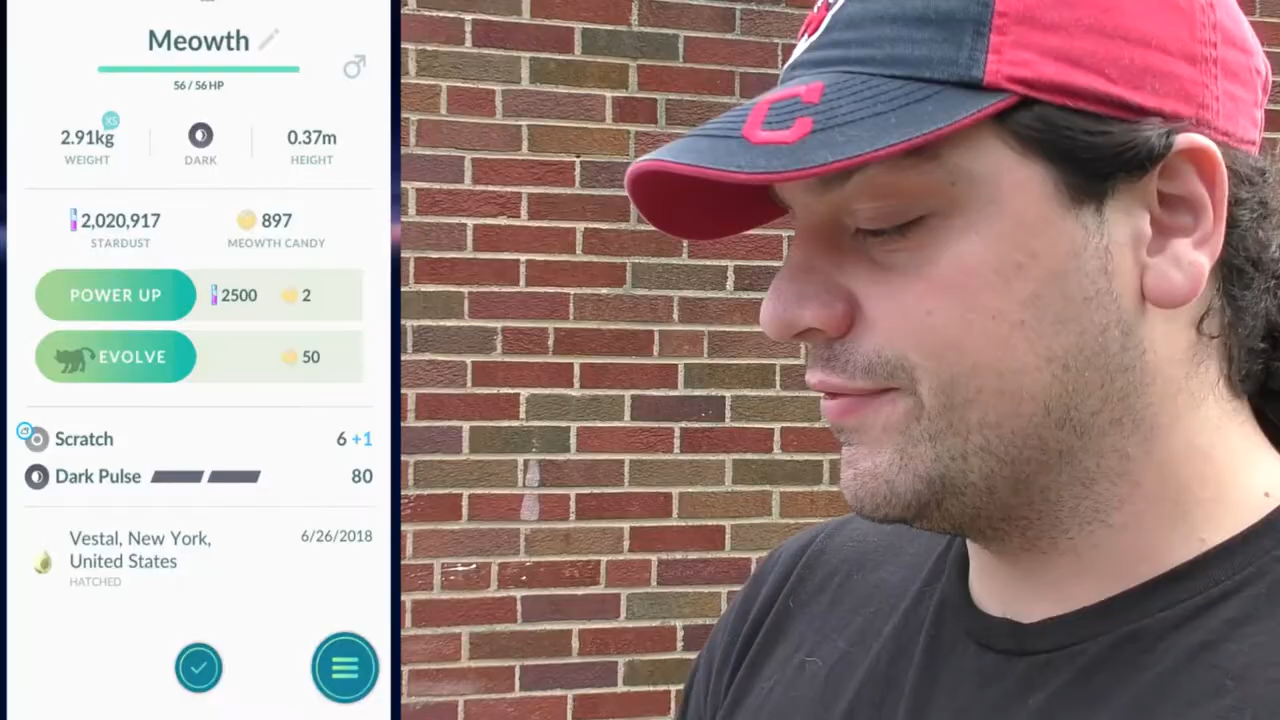 Meowth
56 / 56 HP
XS
2.91kg
WEIGHT
DARK
0.37m
HEIGHT
2,020,917
STARDUST
897
MEOWTH CANDY
POWER UP 2500 2
EVOLVE 50
Scratch 6 +1
Dark Pulse 80
Vestal, New York,
United States
HATCHED
6/26/2018
C